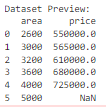 Dataset Preview:
   area     price
0  2600  550000.0
1  3000  565000.0
2  3200  610000.0
3  3600  680000.0
4  4000  725000.0
5  5000       NaN